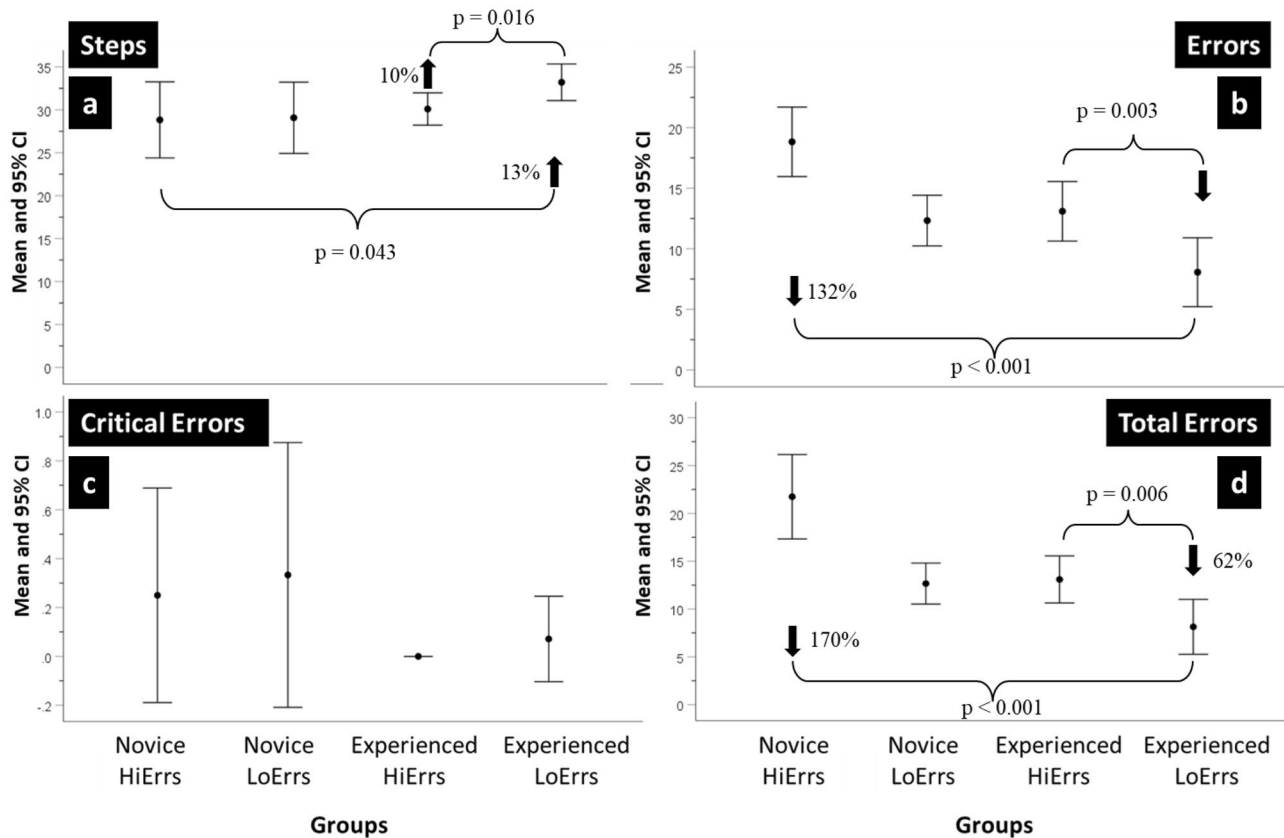 Steps
a
Mean and 95% CI
35
30
25
20
15
10
5
0
10%
p = 0.016
13%
p = 0.043
Errors
b
Mean and 95% CI
25
20
15
10
5
0
p = 0.003
132%
p < 0.001
Critical Errors
c
Mean and 95% CI
1.0
.8
.6
.4
.2
.0
-.2
Novice HiErrs
Novice LoErrs
Experienced HiErrs
Experienced LoErrs
Groups
Total Errors
d
Mean and 95% CI
30
25
20
15
10
5
0
p = 0.006
62%
170%
p < 0.001
Novice HiErrs
Novice LoErrs
Experienced HiErrs
Experienced LoErrs
Groups